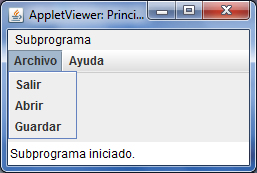 AppletViewer: Princi...
Subprograma
Archivo Ayuda
Salir
Abrir
Guardar
Subprograma iniciado.